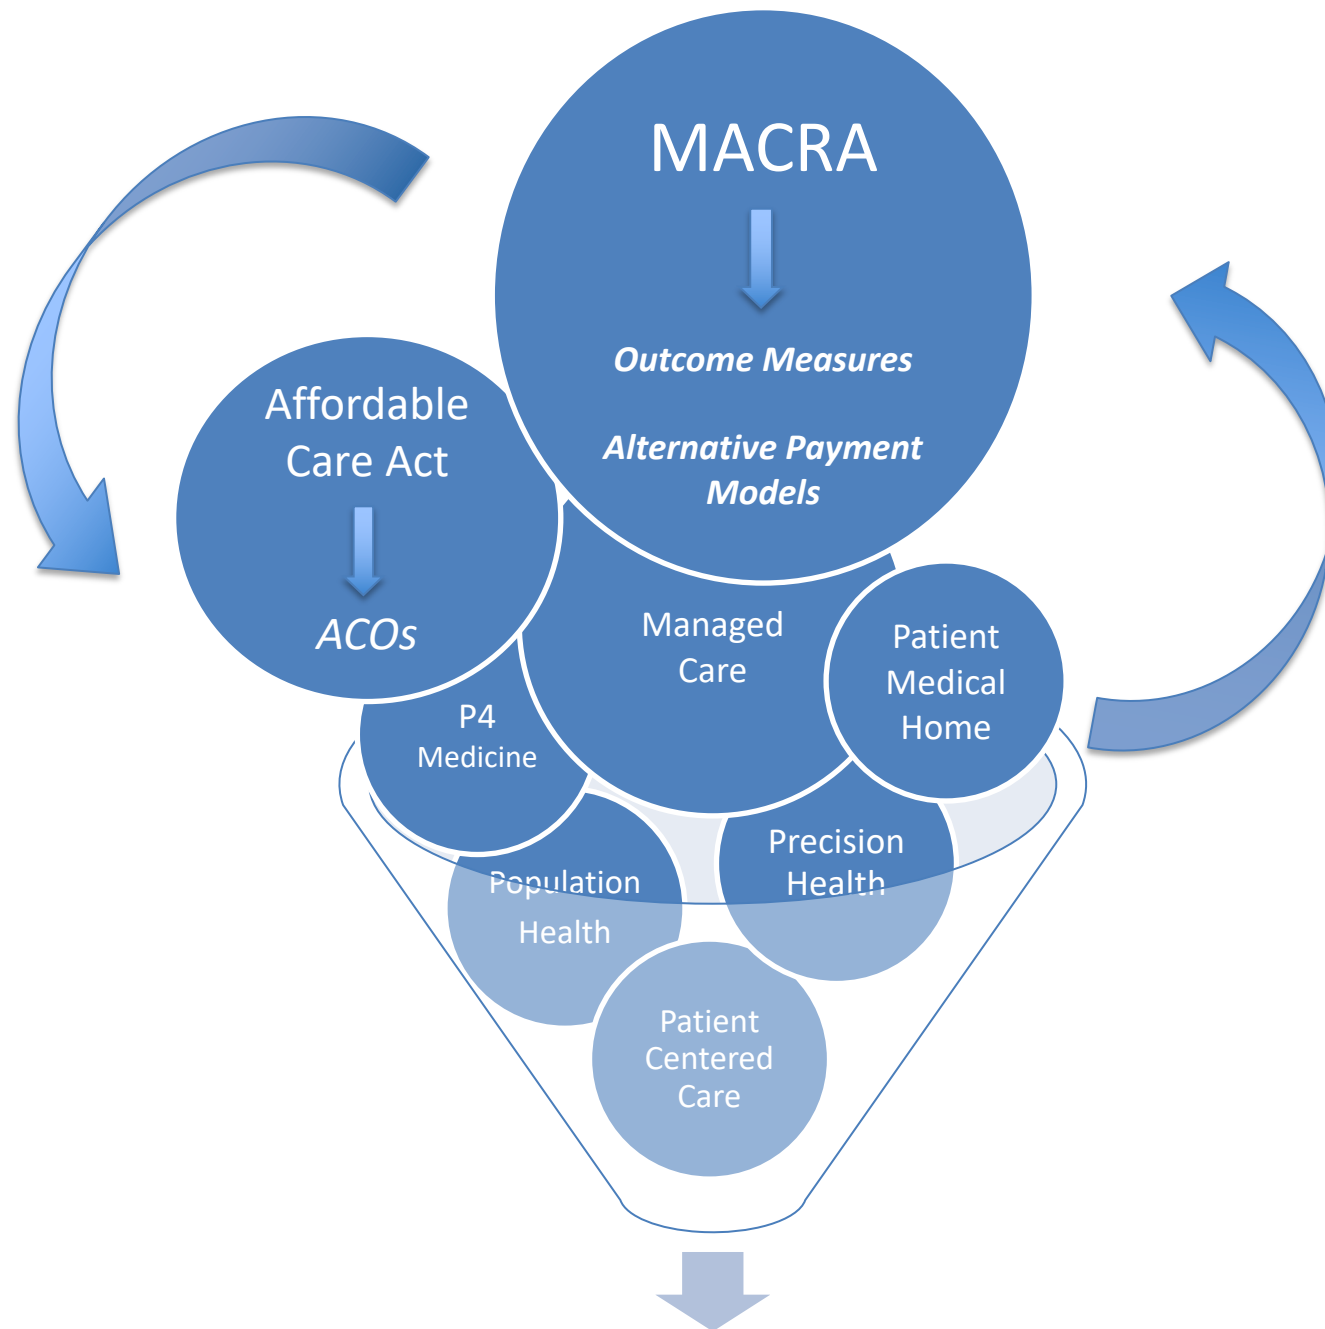 MACRA
Outcome Measures
Alternative Payment
Models
Affordable
Care Act
ACOs
Managed
Care
Patient
Medical
Home
P4
Medicine
Precision
Health
Population
Health
Patient
Centered
Care